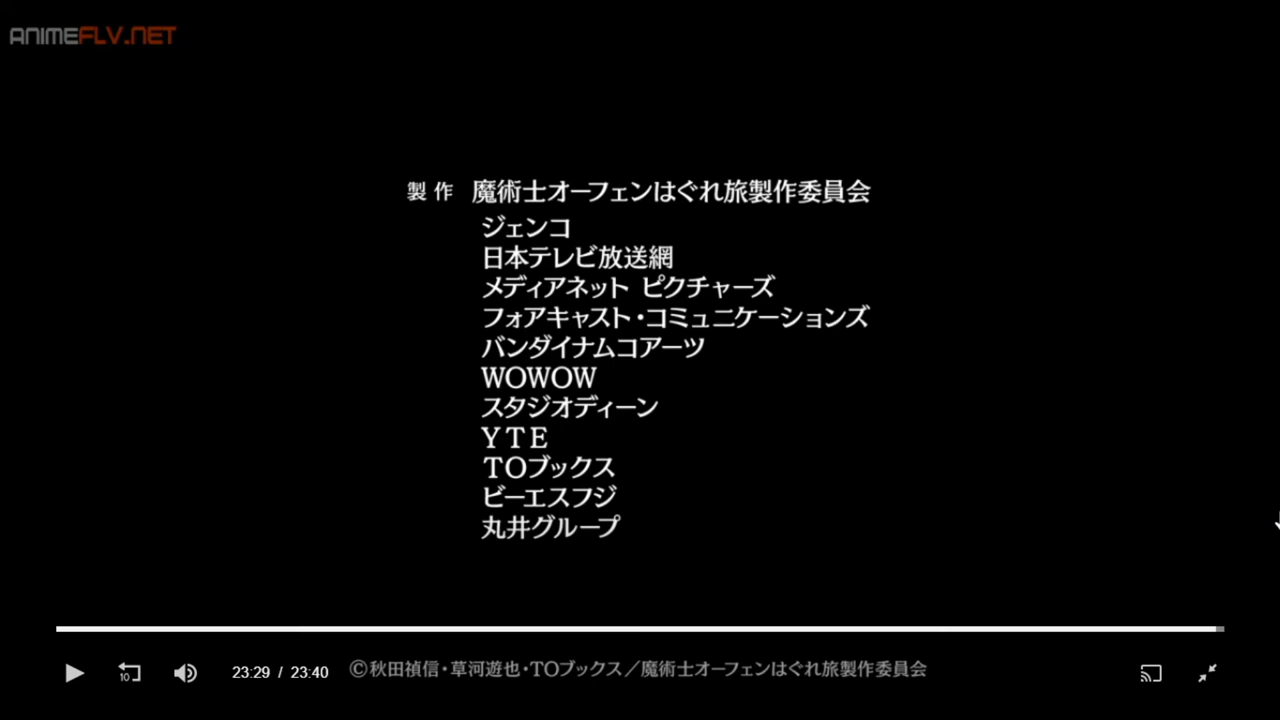 ANIMEFLV.NET
製作 魔術士オーフェンはぐれ旅製作委員会
ジェンコ
日本テレビ放送網
メディアネット ピクチャーズ
フォアキャスト・コミュニケーションズ
バンダイナムコアーツ
WOWOW
スタジオディーン
YTE
TOブックス
ビーエスフジ
丸井グループ
10 23:29 / 23:40 ©秋田禎信・草河遊也・TOブックス／魔術士オーフェンはぐれ旅製作委員会